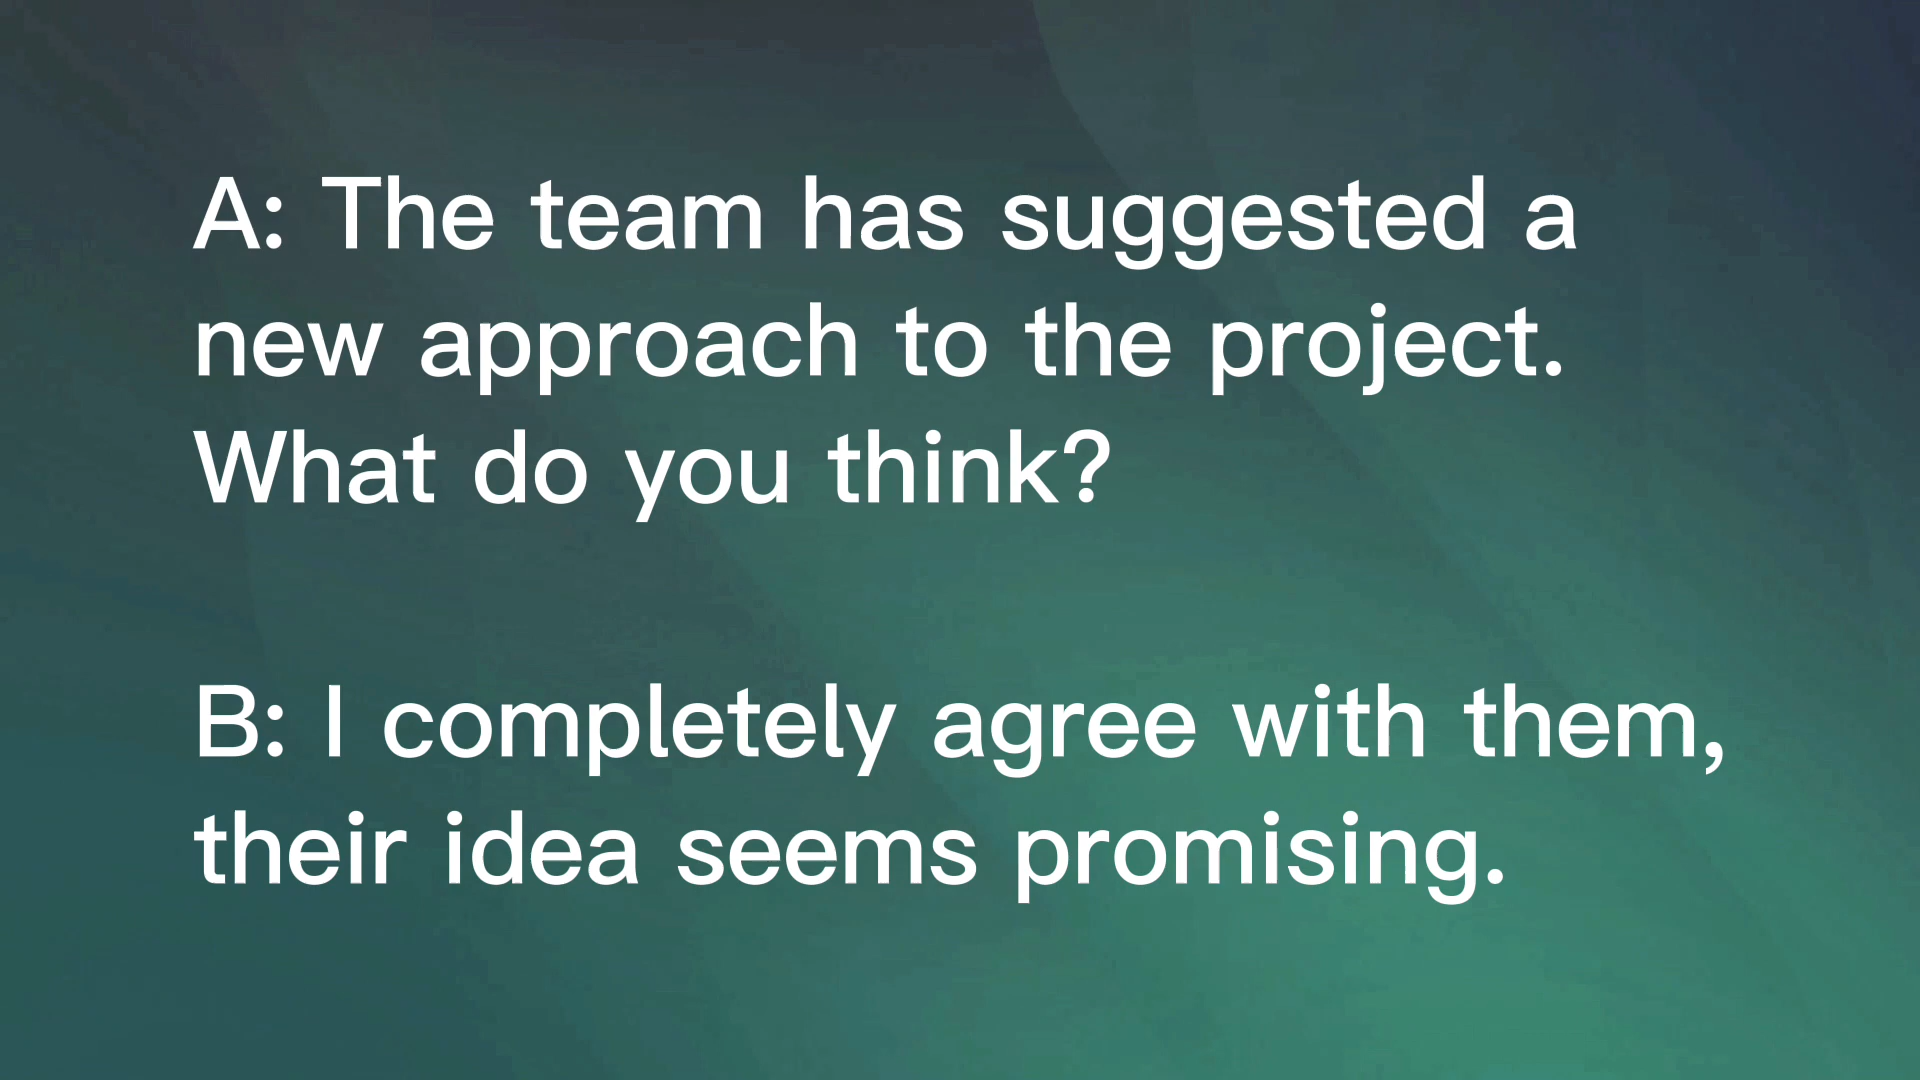 A: The team has suggested a
new approach to the project.
What do you think?
B: I completely agree with them,
their idea seems promising.